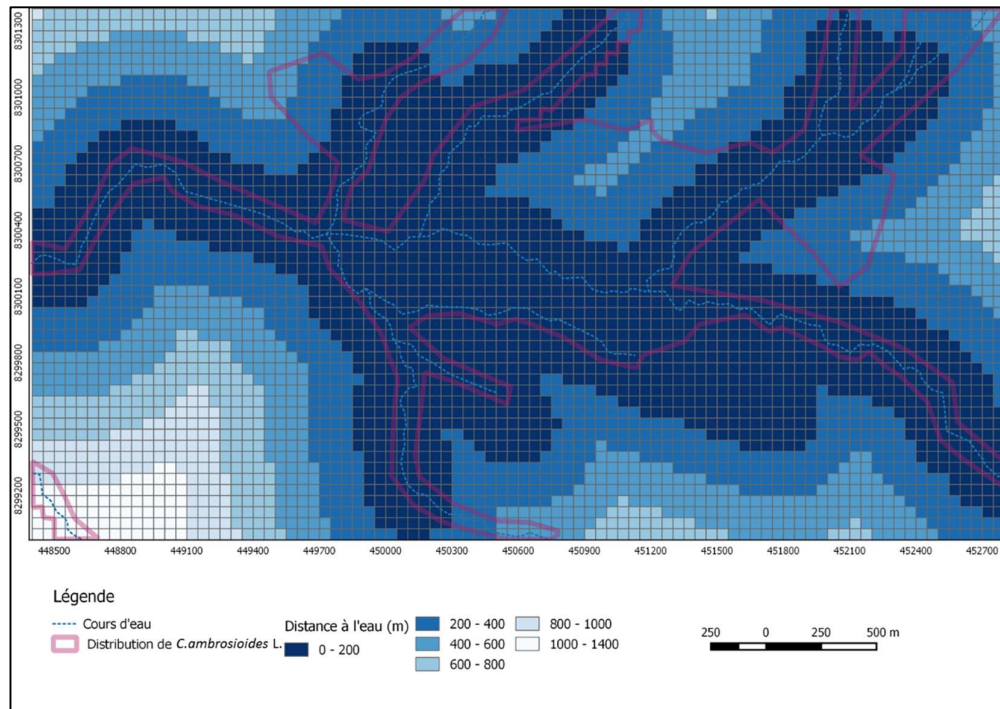 8301300
8301000
8300700
8300400
8300100
8299800
8299500
8299200
448500 448800 449100 449400 449700 450000 450300 450600 450900 451200 451500 451800 452100 452400 452700
Légende
Cours d'eau
Distribution de C.ambrosioides L.
Distance à l'eau (m)
0 - 200
200 - 400
400 - 600
600 - 800
800 - 1000
1000 - 1400
250 0 250 500 m